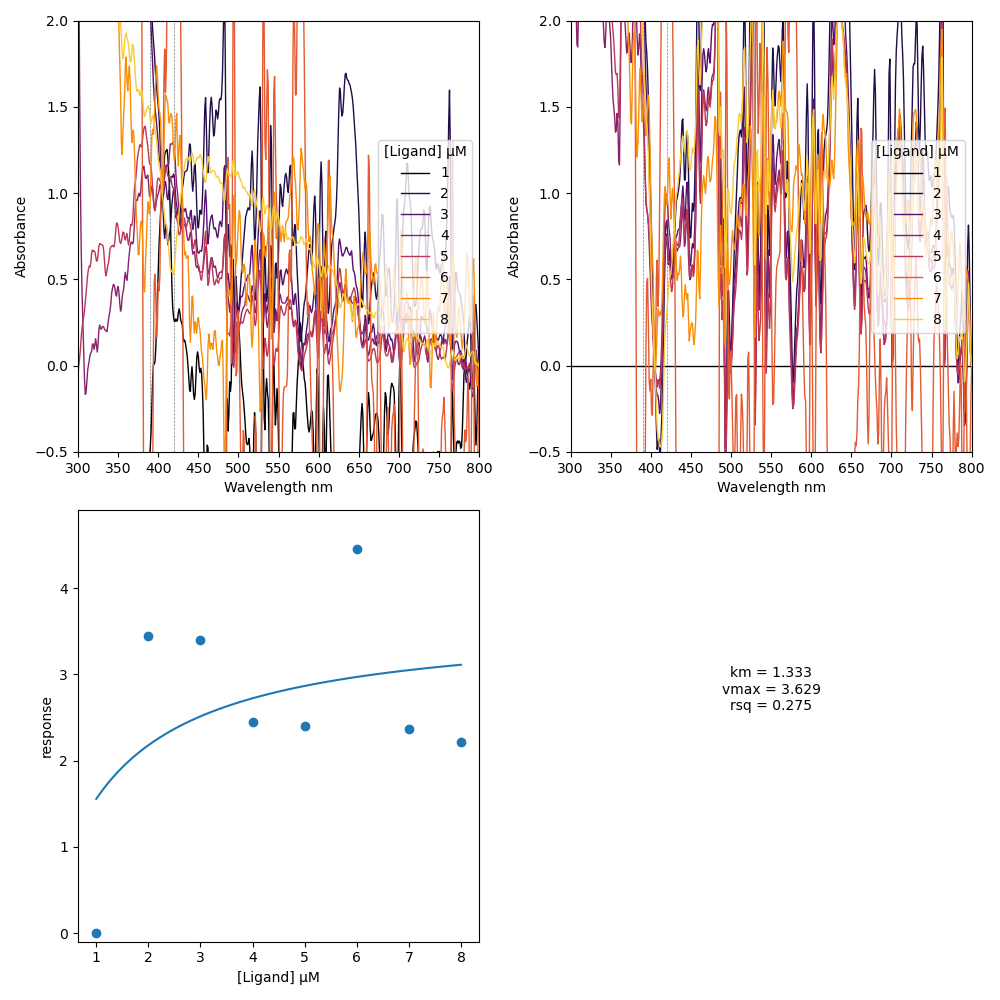 2.0
1.5
1.0
0.5
0.0
−0.5
Absorbance
300 350 400 450 500 550 600 650 700 750 800
Wavelength nm
[Ligand] μM
1
2
3
4
5
6
7
8
2.0
1.5
1.0
0.5
0.0
−0.5
Absorbance
300 350 400 450 500 550 600 650 700 750 800
Wavelength nm
[Ligand] μM
1
2
3
4
5
6
7
8
4
3
2
1
0
response
1 2 3 4 5 6 7 8
[Ligand] μM
km = 1.333
vmax = 3.629
rsq = 0.275